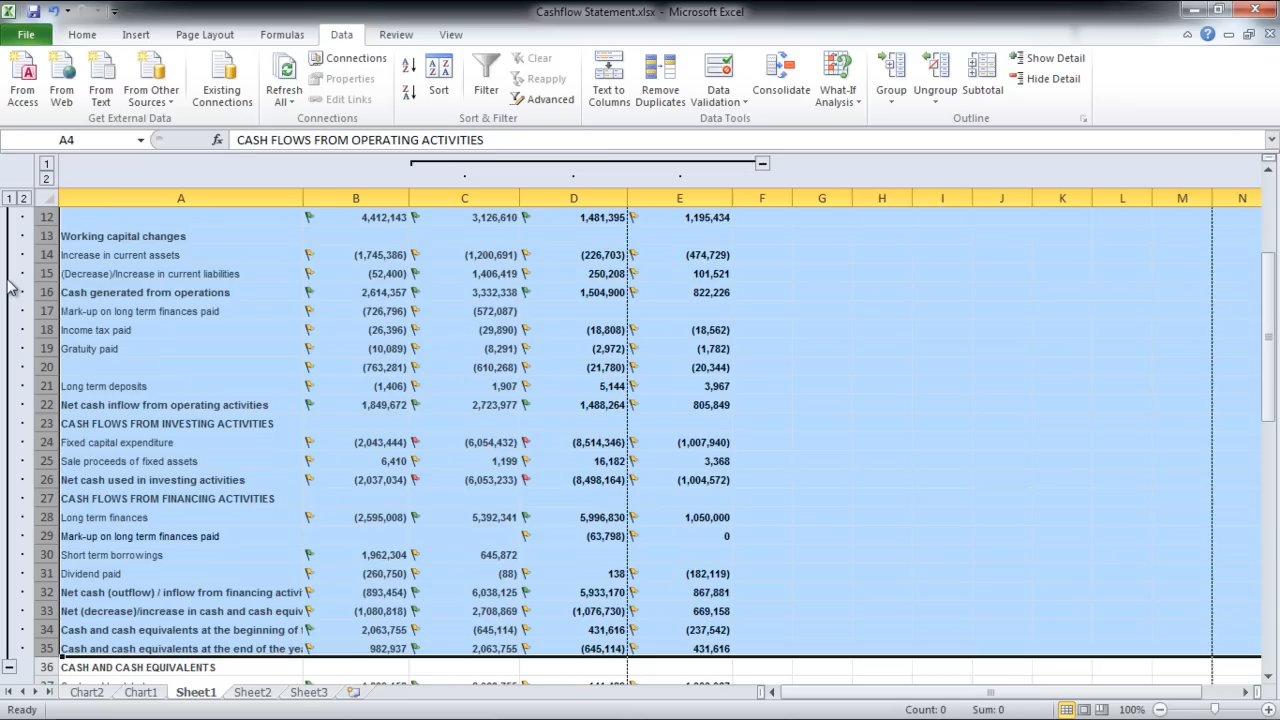 Cashflow Statement.xlsx - Microsoft Excel
File Home Insert Page Layout Formulas Data Review View
From Access
From Web
From Text
From Other Sources
Existing Connections
Get External Data
Refresh All
Connections
Properties
Edit Links
Connections
Sort
Filter
Clear
Reapply
Advanced
Sort & Filter
Text to Columns
Remove Duplicates
Data Validation
Consolidate
What-If Analysis
Data Tools
Group
Ungroup
Subtotal
Show Detail
Hide Detail
Outline
A4 fx CASH FLOWS FROM OPERATING ACTIVITIES
1
2
1 2 A B C D E F G H I J K L M N
12 4,412,143 3,126,610 1,481,395 1,195,434
13 Working capital changes
14 Increase in current assets (1,745,386) (1,200,691) (226,703) (474,729)
15 (Decrease)/Increase in current liabilities (52,400) 1,406,419 250,208 101,521
16 Cash generated from operations 2,614,357 3,332,338 1,504,900 822,226
17 Mark-up on long term finances paid (726,796) (572,087)
18 Income tax paid (26,396) (29,890) (18,808) (18,562)
19 Gratuity paid (10,089) (8,291) (2,972) (1,782)
20 (763,281) (610,268) (21,780) (20,344)
21 Long term deposits (1,406) 1,907 5,144 3,967
22 Net cash inflow from operating activities 1,849,672 2,723,977 1,488,264 805,849
23 CASH FLOWS FROM INVESTING ACTIVITIES
24 Fixed capital expenditure (2,043,444) (6,054,432) (8,514,346) (1,007,940)
25 Sale proceeds of fixed assets 6,410 1,199 16,182 3,368
26 Net cash used in investing activities (2,037,034) (6,053,233) (8,498,164) (1,004,572)
27 CASH FLOWS FROM FINANCING ACTIVITIES
28 Long term finances (2,595,008) 5,392,341 5,996,830 1,050,000
29 Mark-up on long term finances paid (63,798) 0
30 Short term borrowings 1,962,304 645,872
31 Dividend paid (260,750) (88) 138 (182,119)
32 Net cash (outflow) / inflow from financing activi (893,454) 6,038,125 5,933,170 867,881
33 Net (decrease)/increase in cash and cash equiv (1,080,818) 2,708,869 (1,076,730) 669,158
34 Cash and cash equivalents at the beginning of 2,063,755 (645,114) 431,616 (237,542)
35 Cash and cash equivalents at the end of the yea 982,937 2,063,755 (645,114) 431,616
36 CASH AND CASH EQUIVALENTS
Chart2 Chart1 Sheet1 Sheet2 Sheet3
Ready Count: 0 Sum: 0 100%